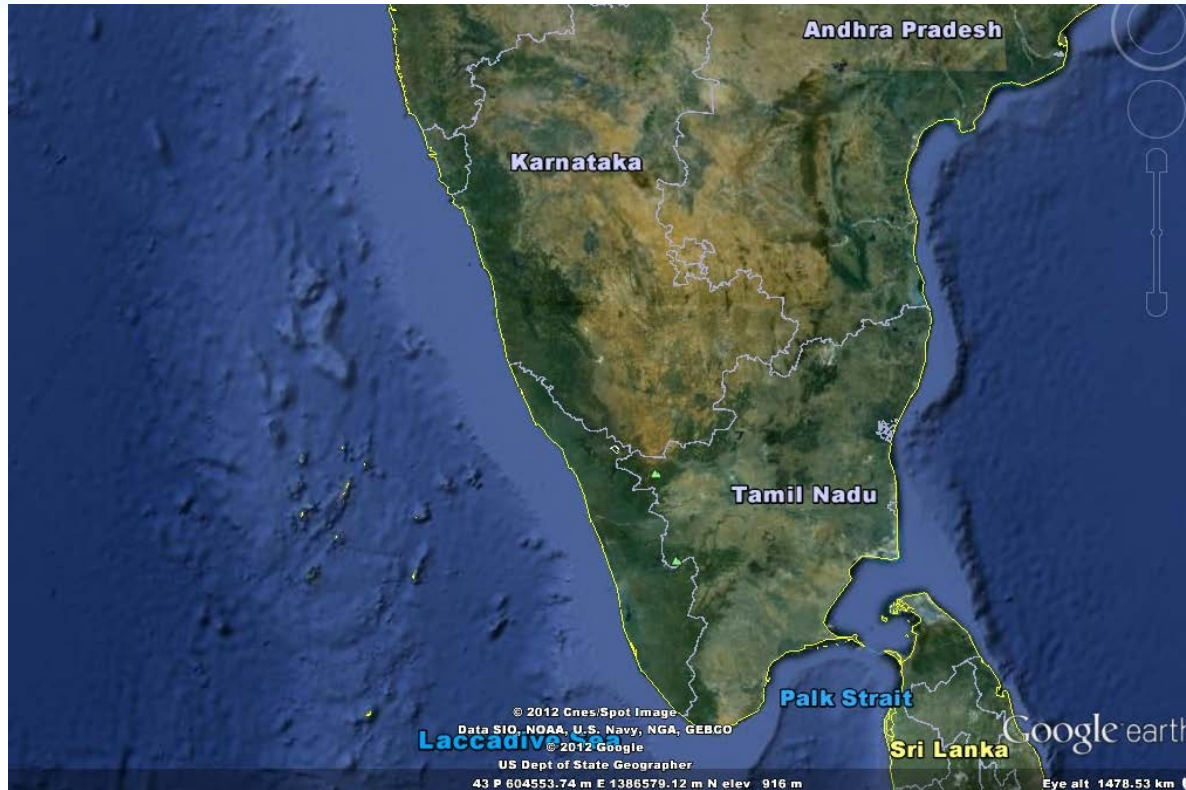 Andhra Pradesh
Karnataka
Tamil Nadu
Palk Strait
© 2012 Cnes/Spot Image
Data SIO, NOAA, U.S. Navy, NGA, GEBCO
Laccadive Sea
© 2012 Google
US Dept of State Geographer
Sri Lanka
Google earth
43 P 604553.74 m E 1386579.12 m N elev 916 m
Eye alt 1478.53 km